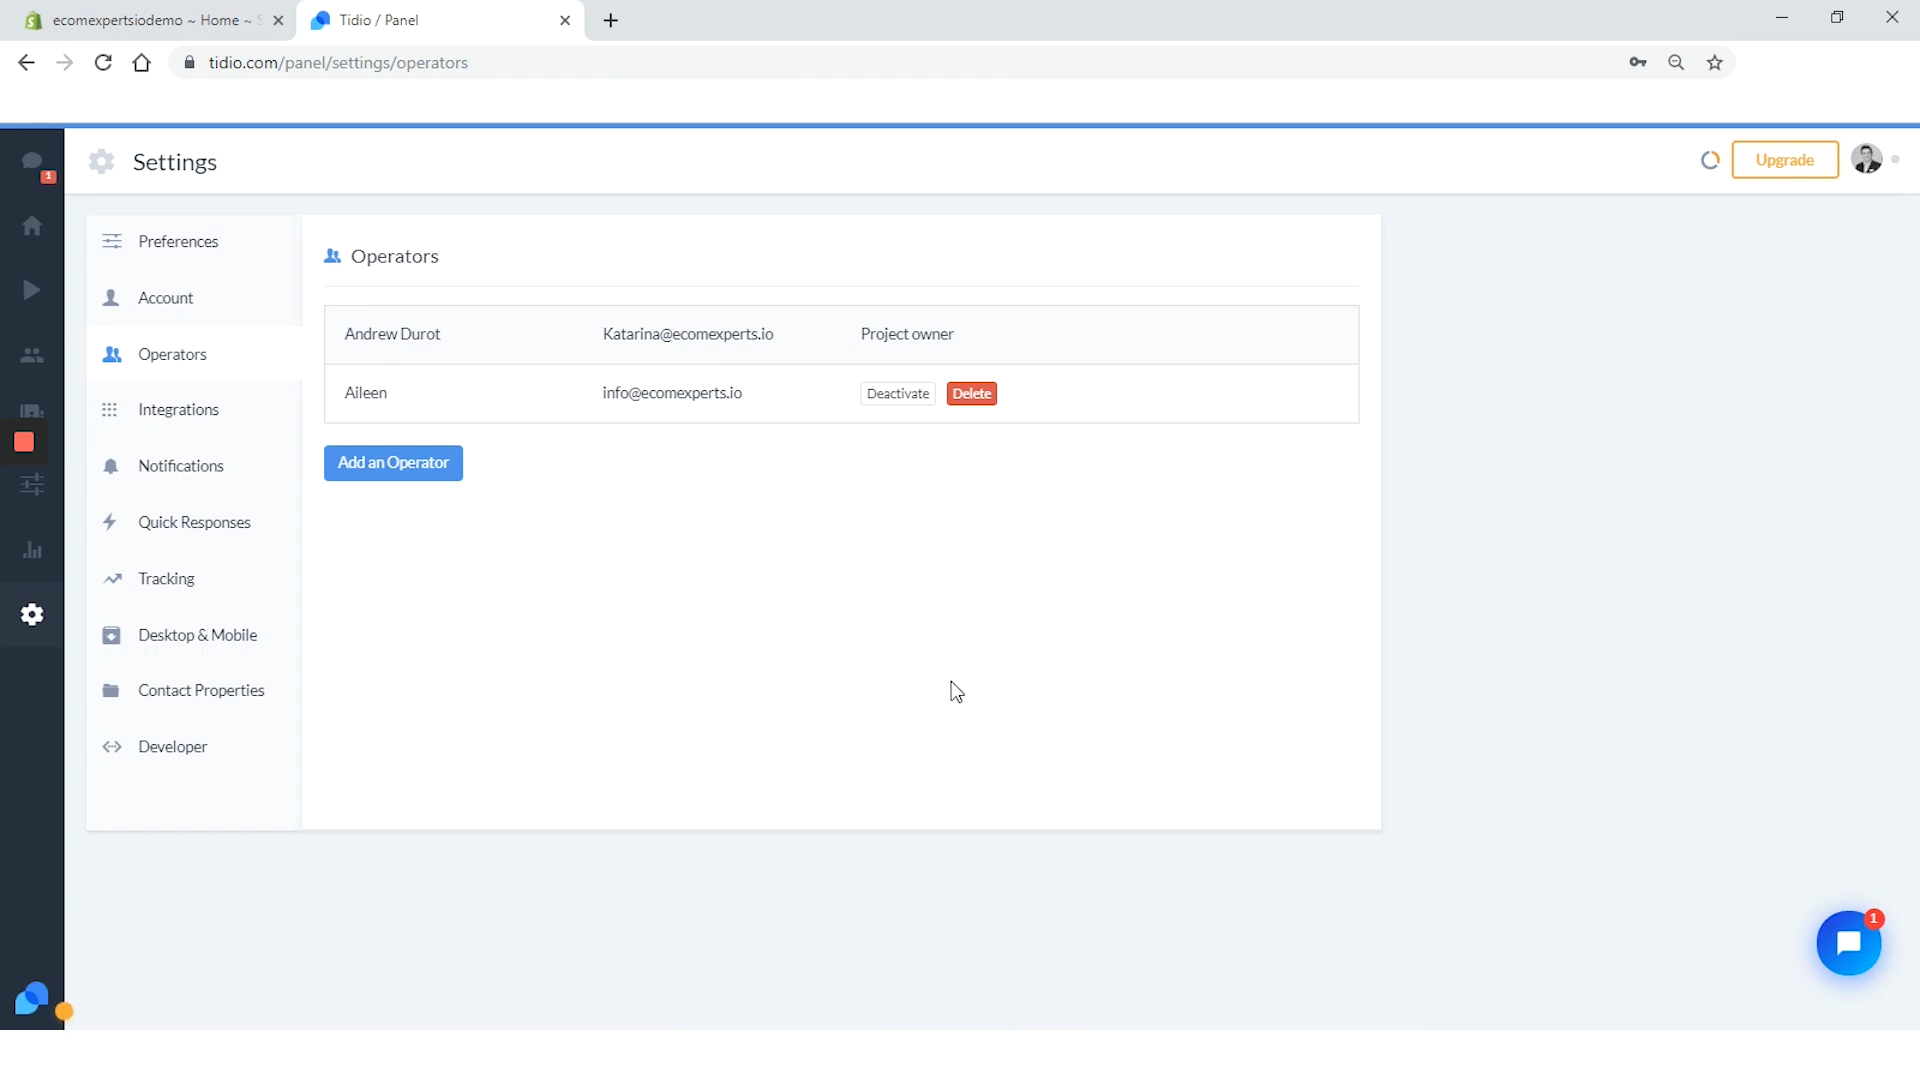 ecomexpertsiodemo ~ Home ~ S
Tidio / Panel
tidio.com/panel/settings/operators
1
Settings
Upgrade
Preferences
Account
Operators
Integrations
Notifications
Quick Responses
Tracking
Desktop & Mobile
Contact Properties
Developer
Operators
Andrew Durot Katarina@ecomexperts.io Project owner
Aileen info@ecomexperts.io Deactivate Delete
Add an Operator
1